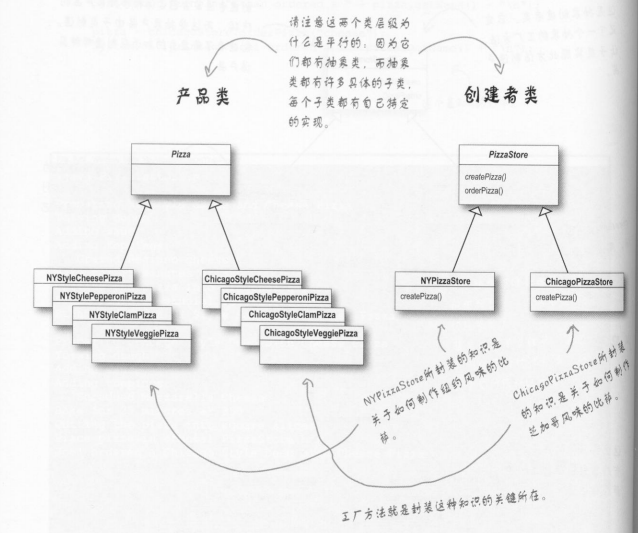 请注意这两个类层级为
什么是平行的：因为它
们都有抽象类，而抽象
类都有许多具体的子类，
每个子类都有自己特定
的实现。
产品类
创建者类
Pizza
PizzaStore
createPizza()
orderPizza()
NYStyleCheesePizza
NYStylePepperoniPizza
NYStyleClamPizza
NYStyleVeggiePizza
ChicagoStyleCheesePizza
ChicagoStylePepperoniPizza
ChicagoStyleClamPizza
ChicagoStyleVeggiePizza
NYPizzaStore
createPizza()
ChicagoPizzaStore
createPizza()
NYPizzaStore所封装的知识是
关于如何制作纽约风味的比
萨。
ChicagoPizzaStore所封装
的知识是关于如何制作
芝加哥风味的比萨。
工厂方法就是封装这种知识的关键所在。